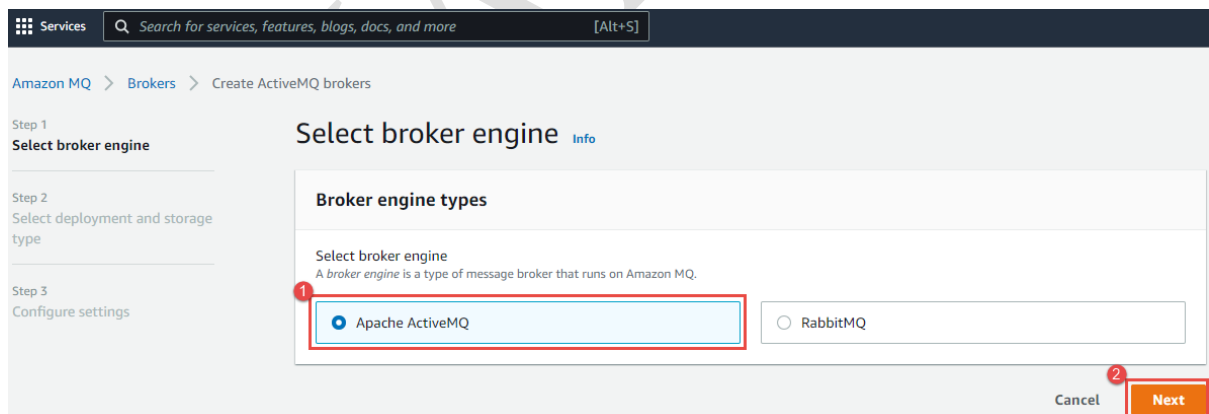 Services
Search for services, features, blogs, docs, and more
[Alt+S]
Amazon MQ > Brokers > Create ActiveMQ brokers
Step 1
Select broker engine
Step 2
Select deployment and storage
type
Step 3
Configure settings
Select broker engine Info
Broker engine types
Select broker engine
A broker engine is a type of message broker that runs on Amazon MQ.
1
Apache ActiveMQ
RabbitMQ
2
Cancel
Next